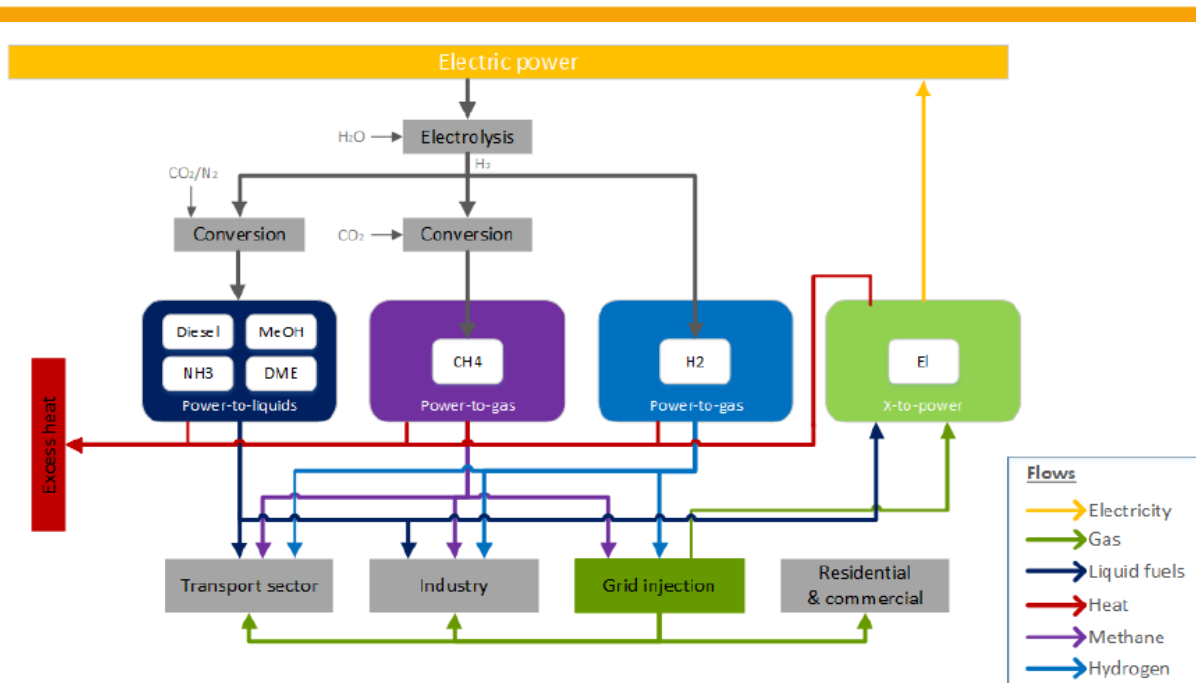 Electric power
H₂O
Electrolysis
H₂
CO₂/N₂
Conversion
CO₂
Conversion
Diesel
MeOH
NH3
DME
Power-to-liquids
CH4
Power-to-gas
H2
Power-to-gas
El
X-to-power
Excess heat
Transport sector
Industry
Grid injection
Residential
& commercial
Flows
Electricity
Gas
Liquid fuels
Heat
Methane
Hydrogen